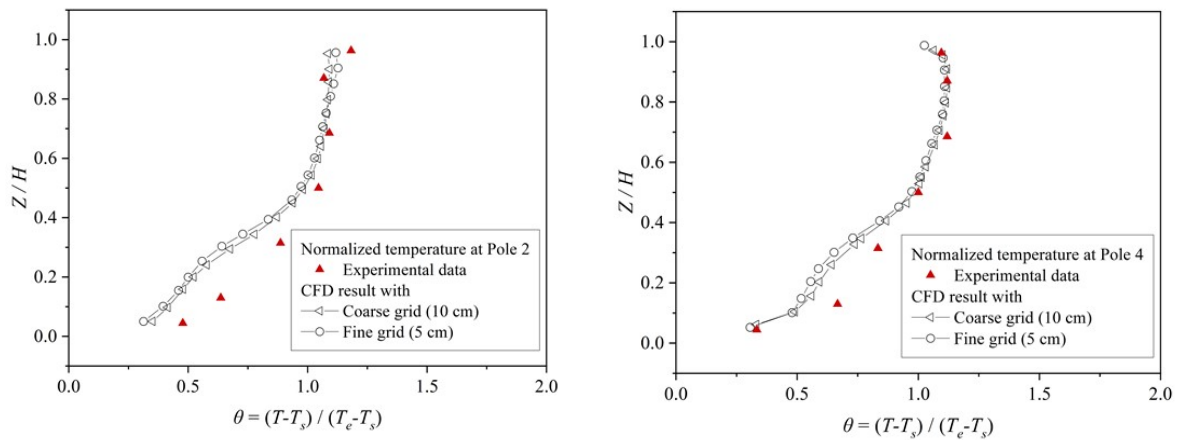 1.0
0.8
0.6
0.4
0.2
0.0
Z / H
Normalized temperature at Pole 2
Experimental data
CFD result with
Coarse grid (10 cm)
Fine grid (5 cm)
0.0 0.5 1.0 1.5 2.0
θ = (T-Tₛ) / (Tₑ-Tₛ)
1.0
0.8
0.6
0.4
0.2
0.0
Z / H
Normalized temperature at Pole 4
Experimental data
CFD result with
Coarse grid (10 cm)
Fine grid (5 cm)
0.0 0.5 1.0 1.5 2.0
θ = (T-Tₛ) / (Tₑ-Tₛ)